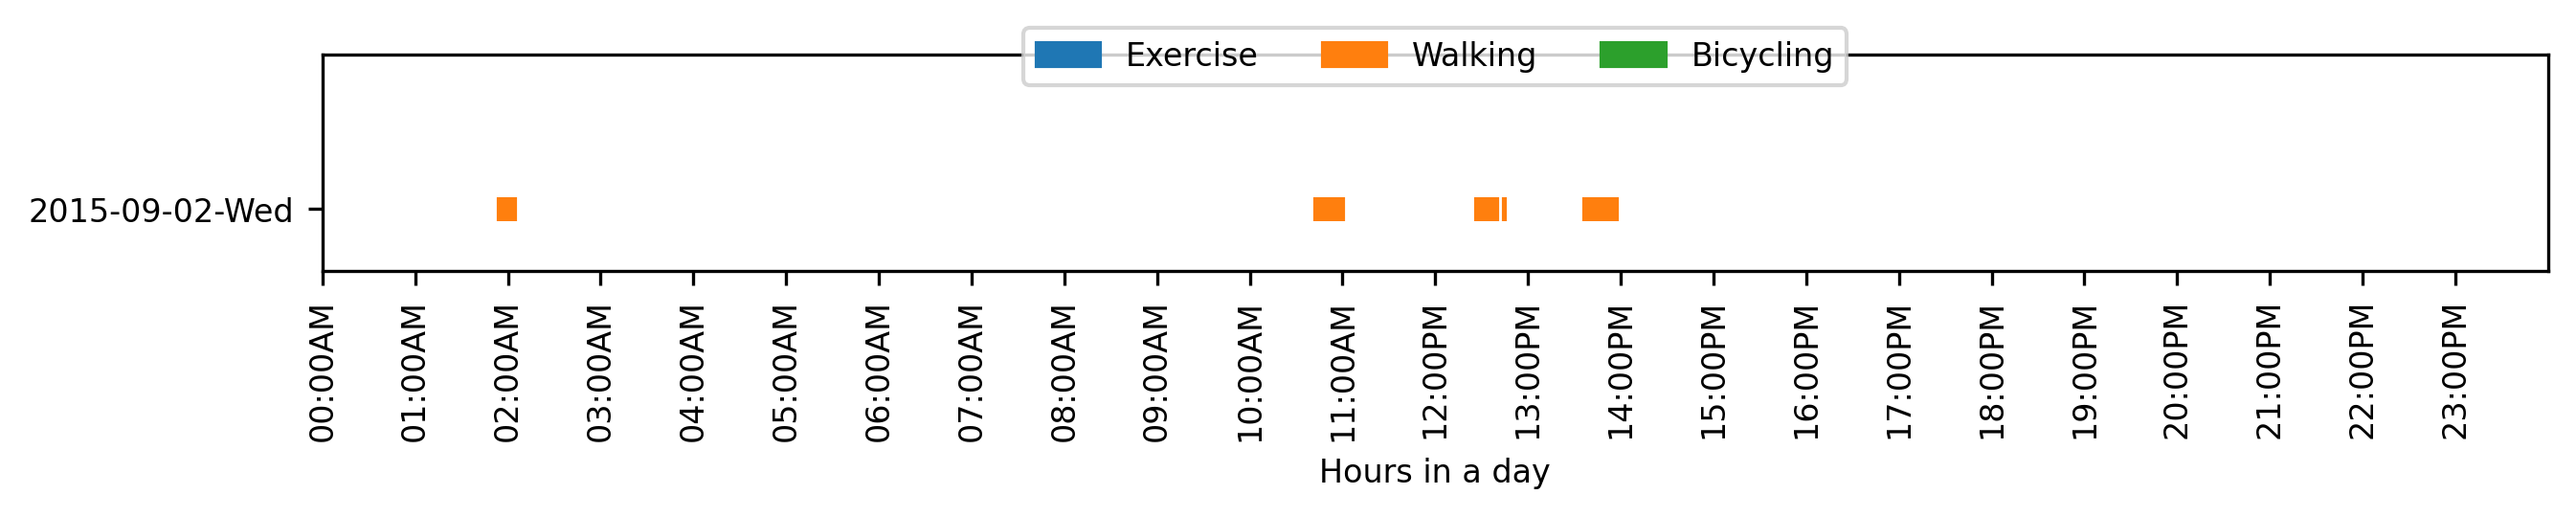 Exercise Walking Bicycling
2015-09-02-Wed
00:00AM
01:00AM
02:00AM
03:00AM
04:00AM
05:00AM
06:00AM
07:00AM
08:00AM
09:00AM
10:00AM
11:00AM
12:00PM
13:00PM
14:00PM
15:00PM
16:00PM
17:00PM
18:00PM
19:00PM
20:00PM
21:00PM
22:00PM
23:00PM
Hours in a day